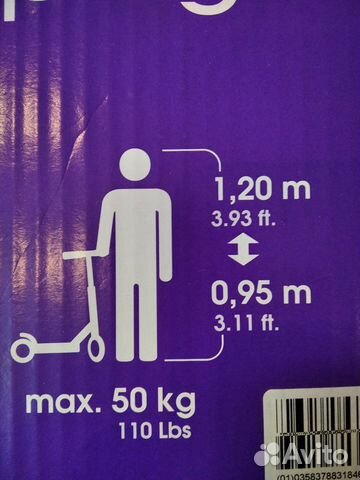 1,20 m
3.93 ft.
0,95 m
3.11 ft.
max. 50 kg
110 Lbs
Avito